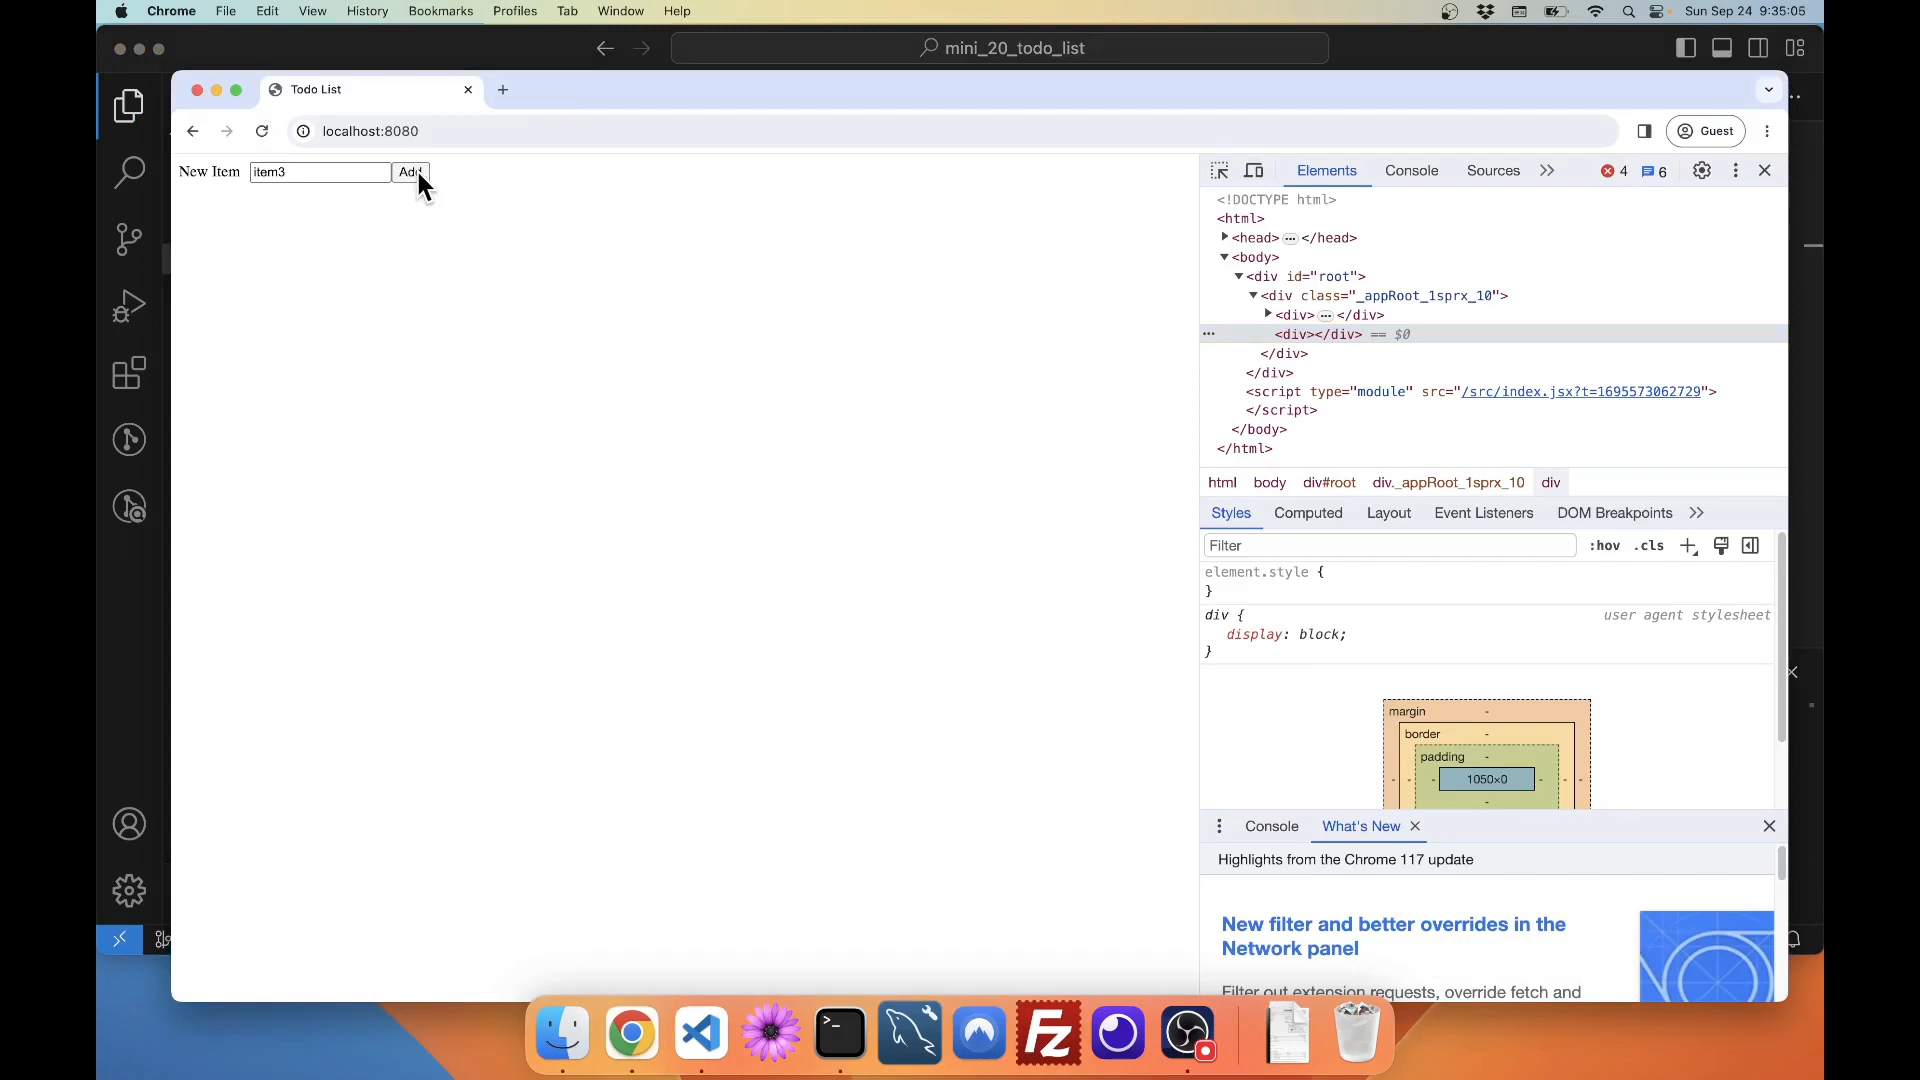 Chrome File Edit View History Bookmarks Profiles Tab Window Help Sun Sep 24 9:35:05
mini_20_todo_list
Todo List
localhost:8080
Guest
New Item item3 Add
Elements Console Sources 4 6
<!DOCTYPE html>
<html>
<head> … </head>
<body>
<div id="root">
<div class="_appRoot_1sprx_10">
<div> … </div>
… <div></div> == $0
</div>
</div>
<script type="module" src="/src/index.jsx?t=1695573062729">
</script>
</body>
</html>
html body div#root div._appRoot_1sprx_10 div
Styles Computed Layout Event Listeners DOM Breakpoints
Filter :hov .cls
element.style {
}
div { user agent stylesheet
display: block;
}
margin -
border -
padding -
- - - 1050×0 - - -
-
Console What's New
Highlights from the Chrome 117 update
New filter and better overrides in the
Network panel
Filter out extension requests, override fetch and